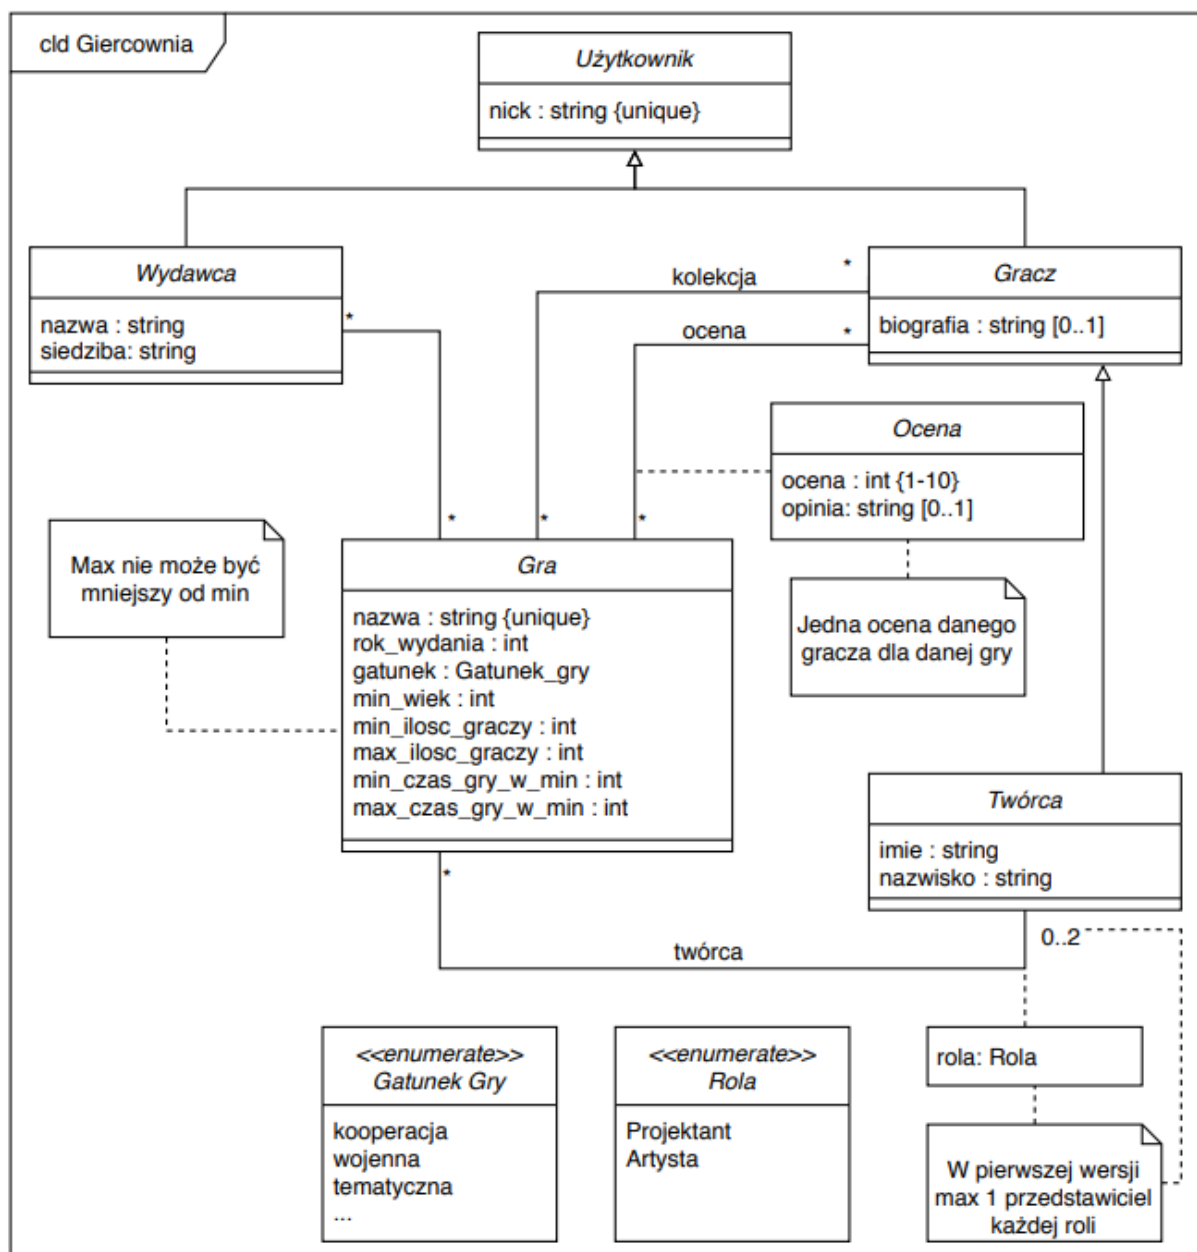 cld Giercownia
Użytkownik
nick : string {unique}
Wydawca
nazwa : string
siedziba: string
*
kolekcja
*
ocena
*
Gracz
biografia : string [0..1]
Ocena
ocena : int {1-10}
opinia: string [0..1]
*
*
*
Max nie może być
mniejszy od min
Jedna ocena danego
gracza dla danej gry
Gra
nazwa : string {unique}
rok_wydania : int
gatunek : Gatunek_gry
min_wiek : int
min_ilosc_graczy : int
max_ilosc_graczy : int
min_czas_gry_w_min : int
max_czas_gry_w_min : int
Twórca
imie : string
nazwisko : string
*
twórca
0..2
<<enumerate>>
Gatunek Gry
kooperacja
wojenna
tematyczna
...
<<enumerate>>
Rola
Projektant
Artysta
rola: Rola
W pierwszej wersji
max 1 przedstawiciel
każdej roli